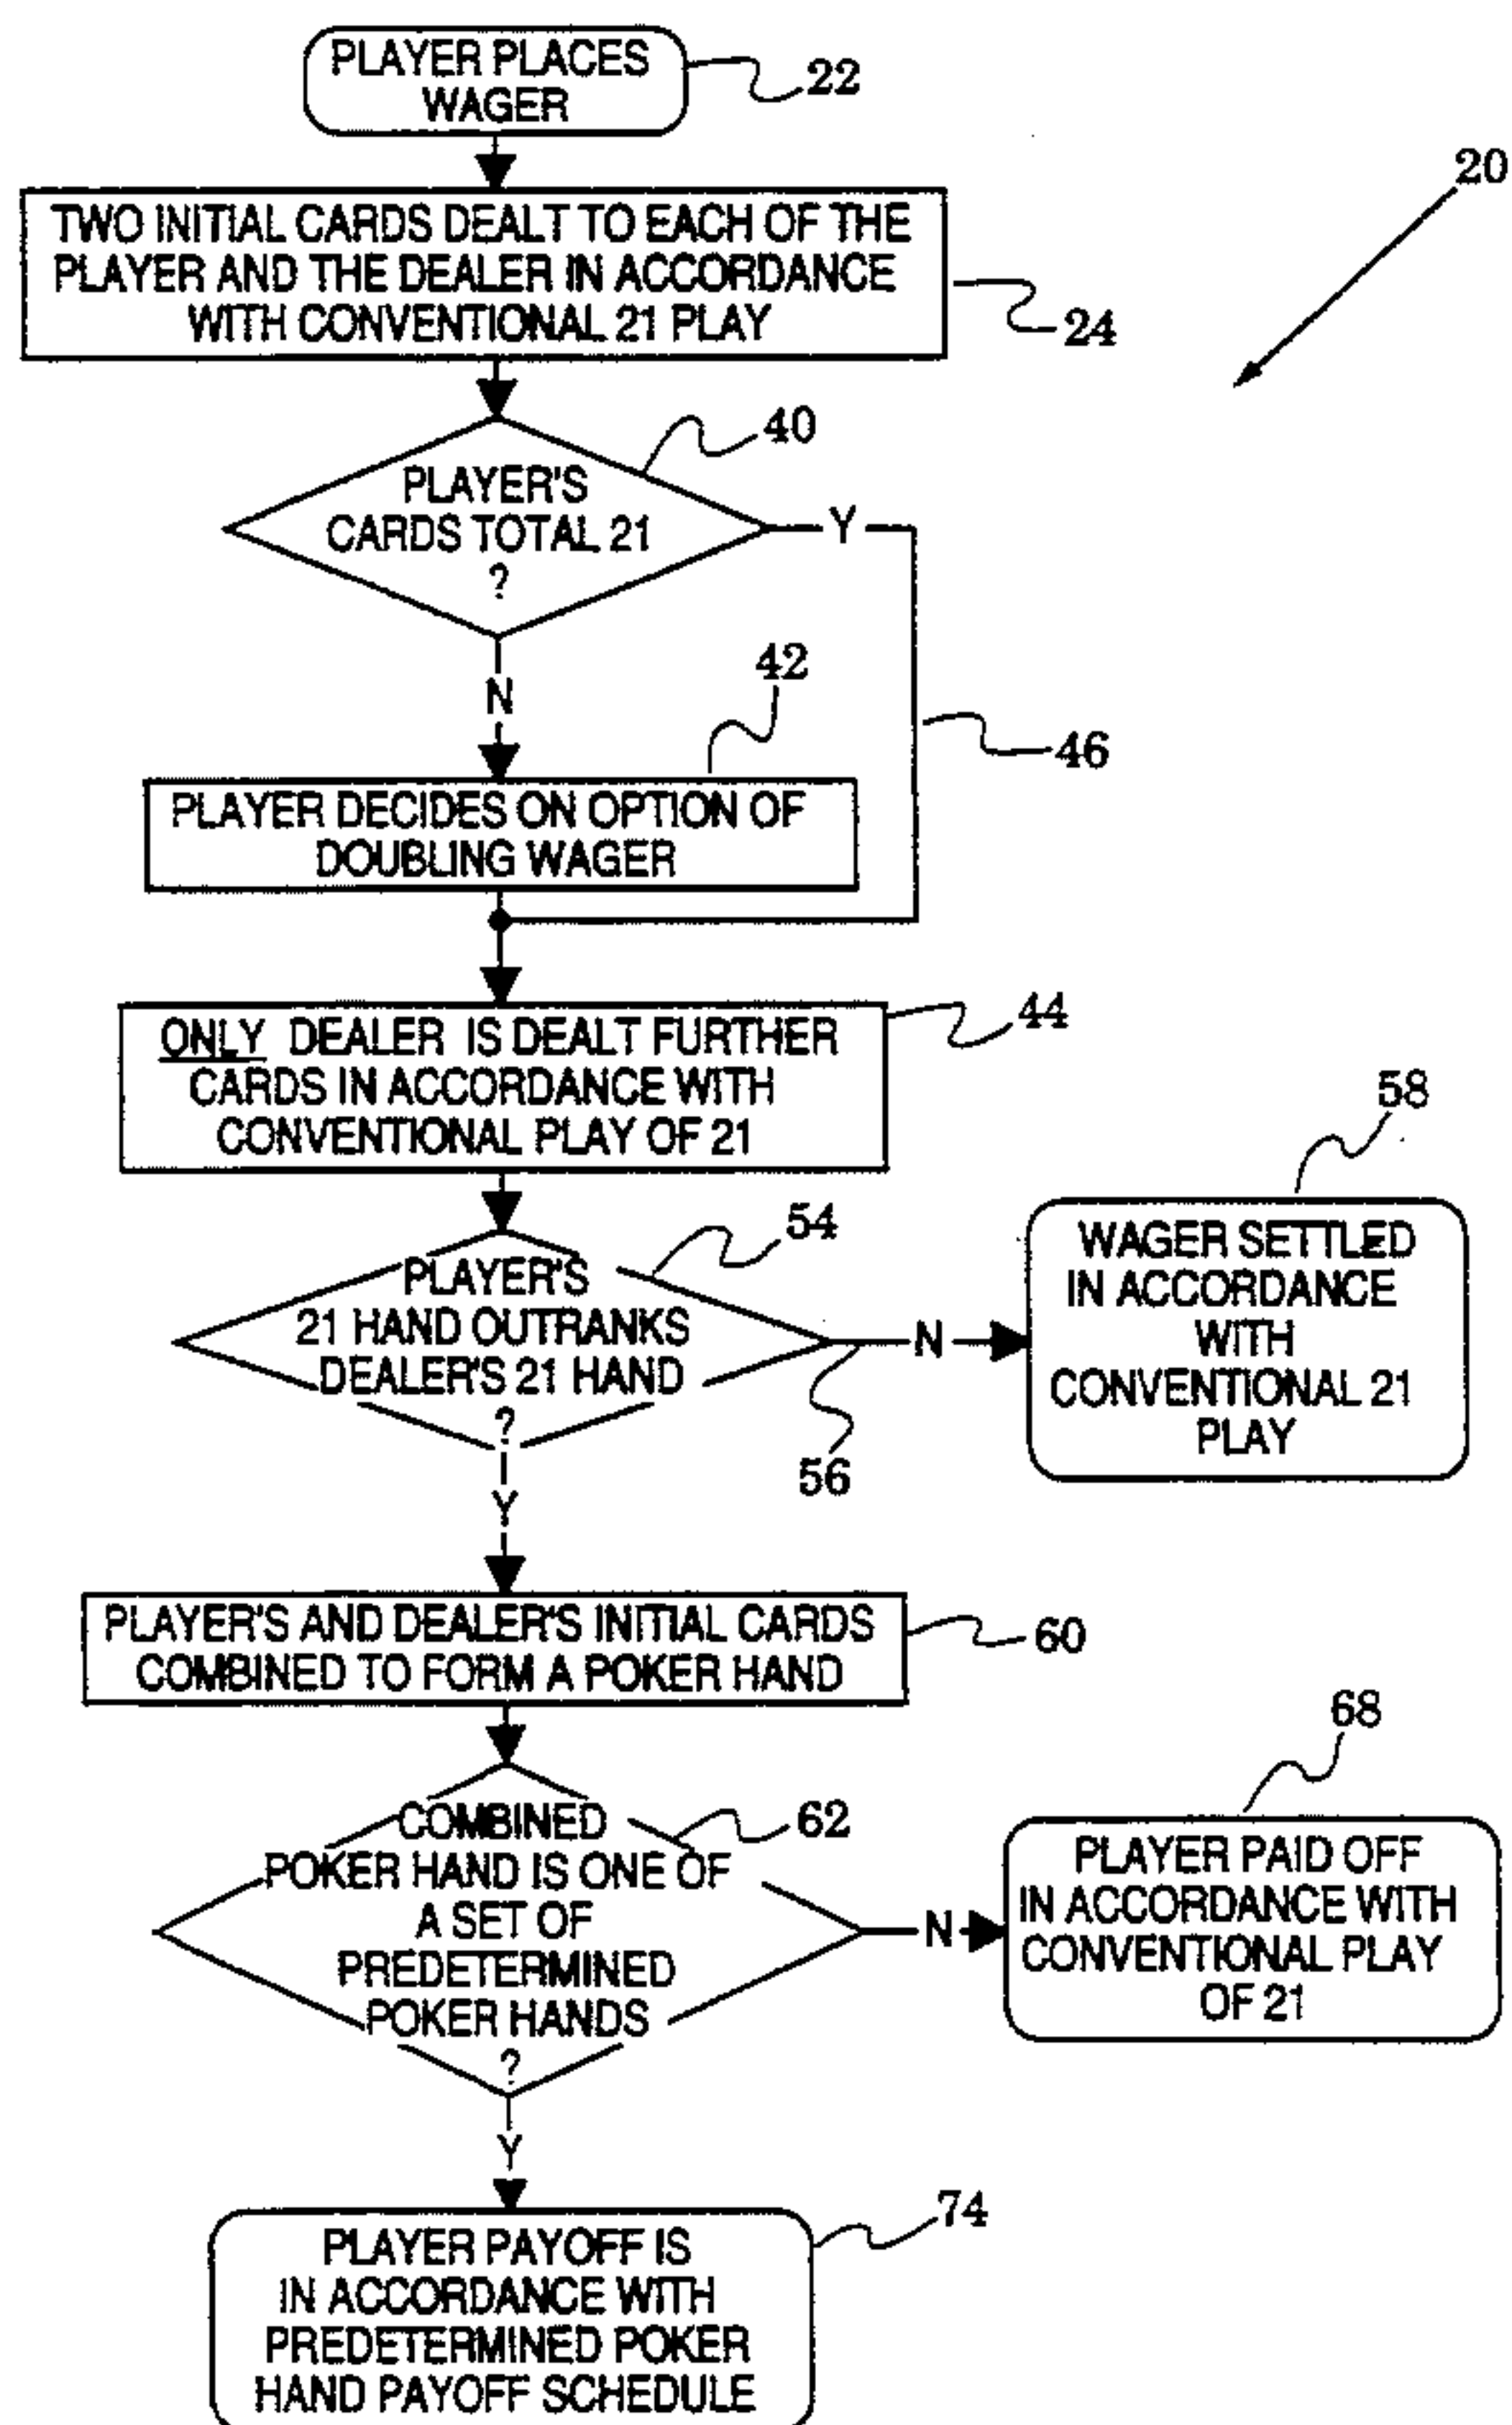 PLAYER PLACES
WAGER
22
20
TWO INITIAL CARDS DEALT TO EACH OF THE
PLAYER AND THE DEALER IN ACCORDANCE
WITH CONVENTIONAL 21 PLAY
24
40
PLAYER'S
CARDS TOTAL 21
?
Y
N
42
46
PLAYER DECIDES ON OPTION OF
DOUBLING WAGER
44
ONLY DEALER IS DEALT FURTHER
CARDS IN ACCORDANCE WITH
CONVENTIONAL PLAY OF 21
58
54
PLAYER'S
21 HAND OUTRANKS
DEALER'S 21 HAND
?
N
56
WAGER SETTLED
IN ACCORDANCE
WITH
CONVENTIONAL 21
PLAY
Y
PLAYER'S AND DEALER'S INITIAL CARDS
COMBINED TO FORM A POKER HAND
60
68
62
COMBINED
POKER HAND IS ONE OF
A SET OF
PREDETERMINED
POKER HANDS
?
N
PLAYER PAID OFF
IN ACCORDANCE WITH
CONVENTIONAL PLAY
OF 21
Y
74
PLAYER PAYOFF IS
IN ACCORDANCE WITH
PREDETERMINED POKER
HAND PAYOFF SCHEDULE